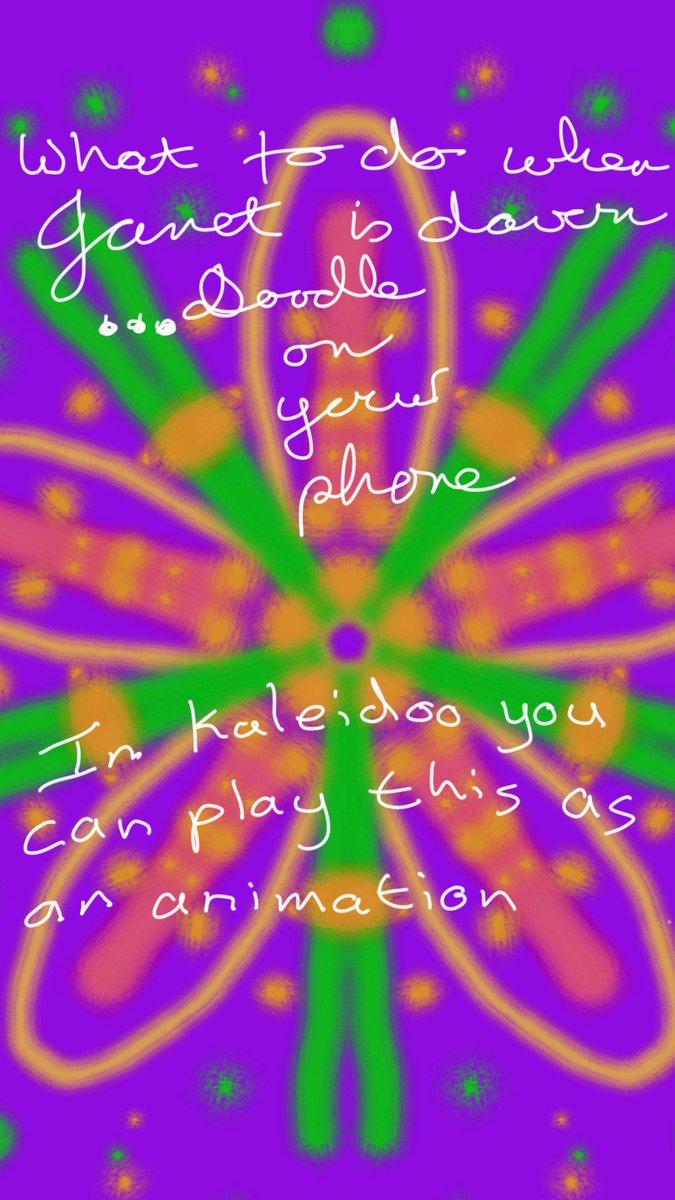 What to do when
Janet is down
...Doodle
on
your
phone
In Kaleidoo you
can play this as
an animation